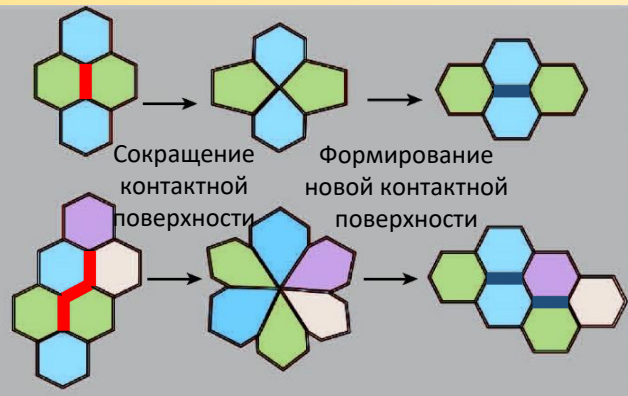 Сокращение
контактной
поверхности
Формирование
новой контактной
поверхности